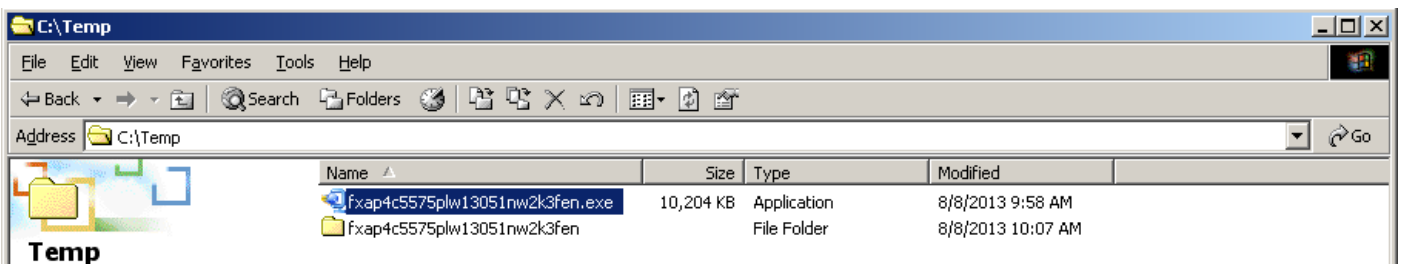 C:\Temp
File Edit View Favorites Tools Help
Back Search Folders
Address C:\Temp Go
Name Size Type Modified
fxap4c5575plw13051nw2k3fen.exe 10,204 KB Application 8/8/2013 9:58 AM
fxap4c5575plw13051nw2k3fen File Folder 8/8/2013 10:07 AM
Temp